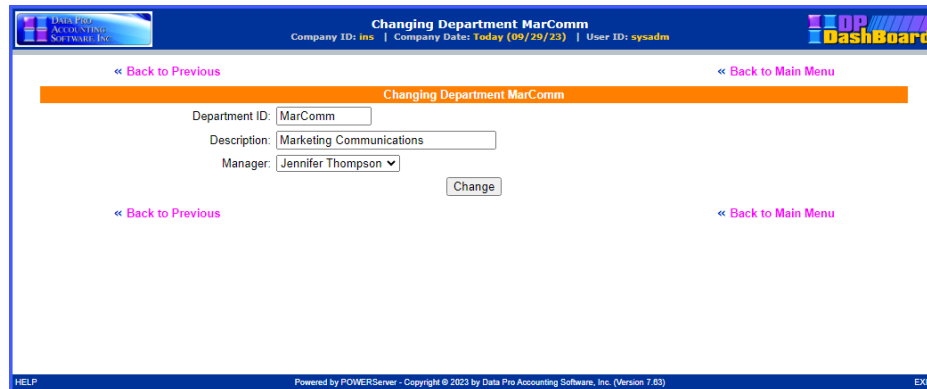 DATA PRO
ACCOUNTING
SOFTWARE, INC.
Changing Department MarComm
Company ID: ins | Company Date: Today (09/29/23) | User ID: sysadm
DP
DashBoard
« Back to Previous
« Back to Main Menu
Changing Department MarComm
Department ID: MarComm
Description: Marketing Communications
Manager: Jennifer Thompson
Change
« Back to Previous
« Back to Main Menu
HELP
Powered by POWERServer - Copyright © 2023 by Data Pro Accounting Software, Inc. (Version 7.63)